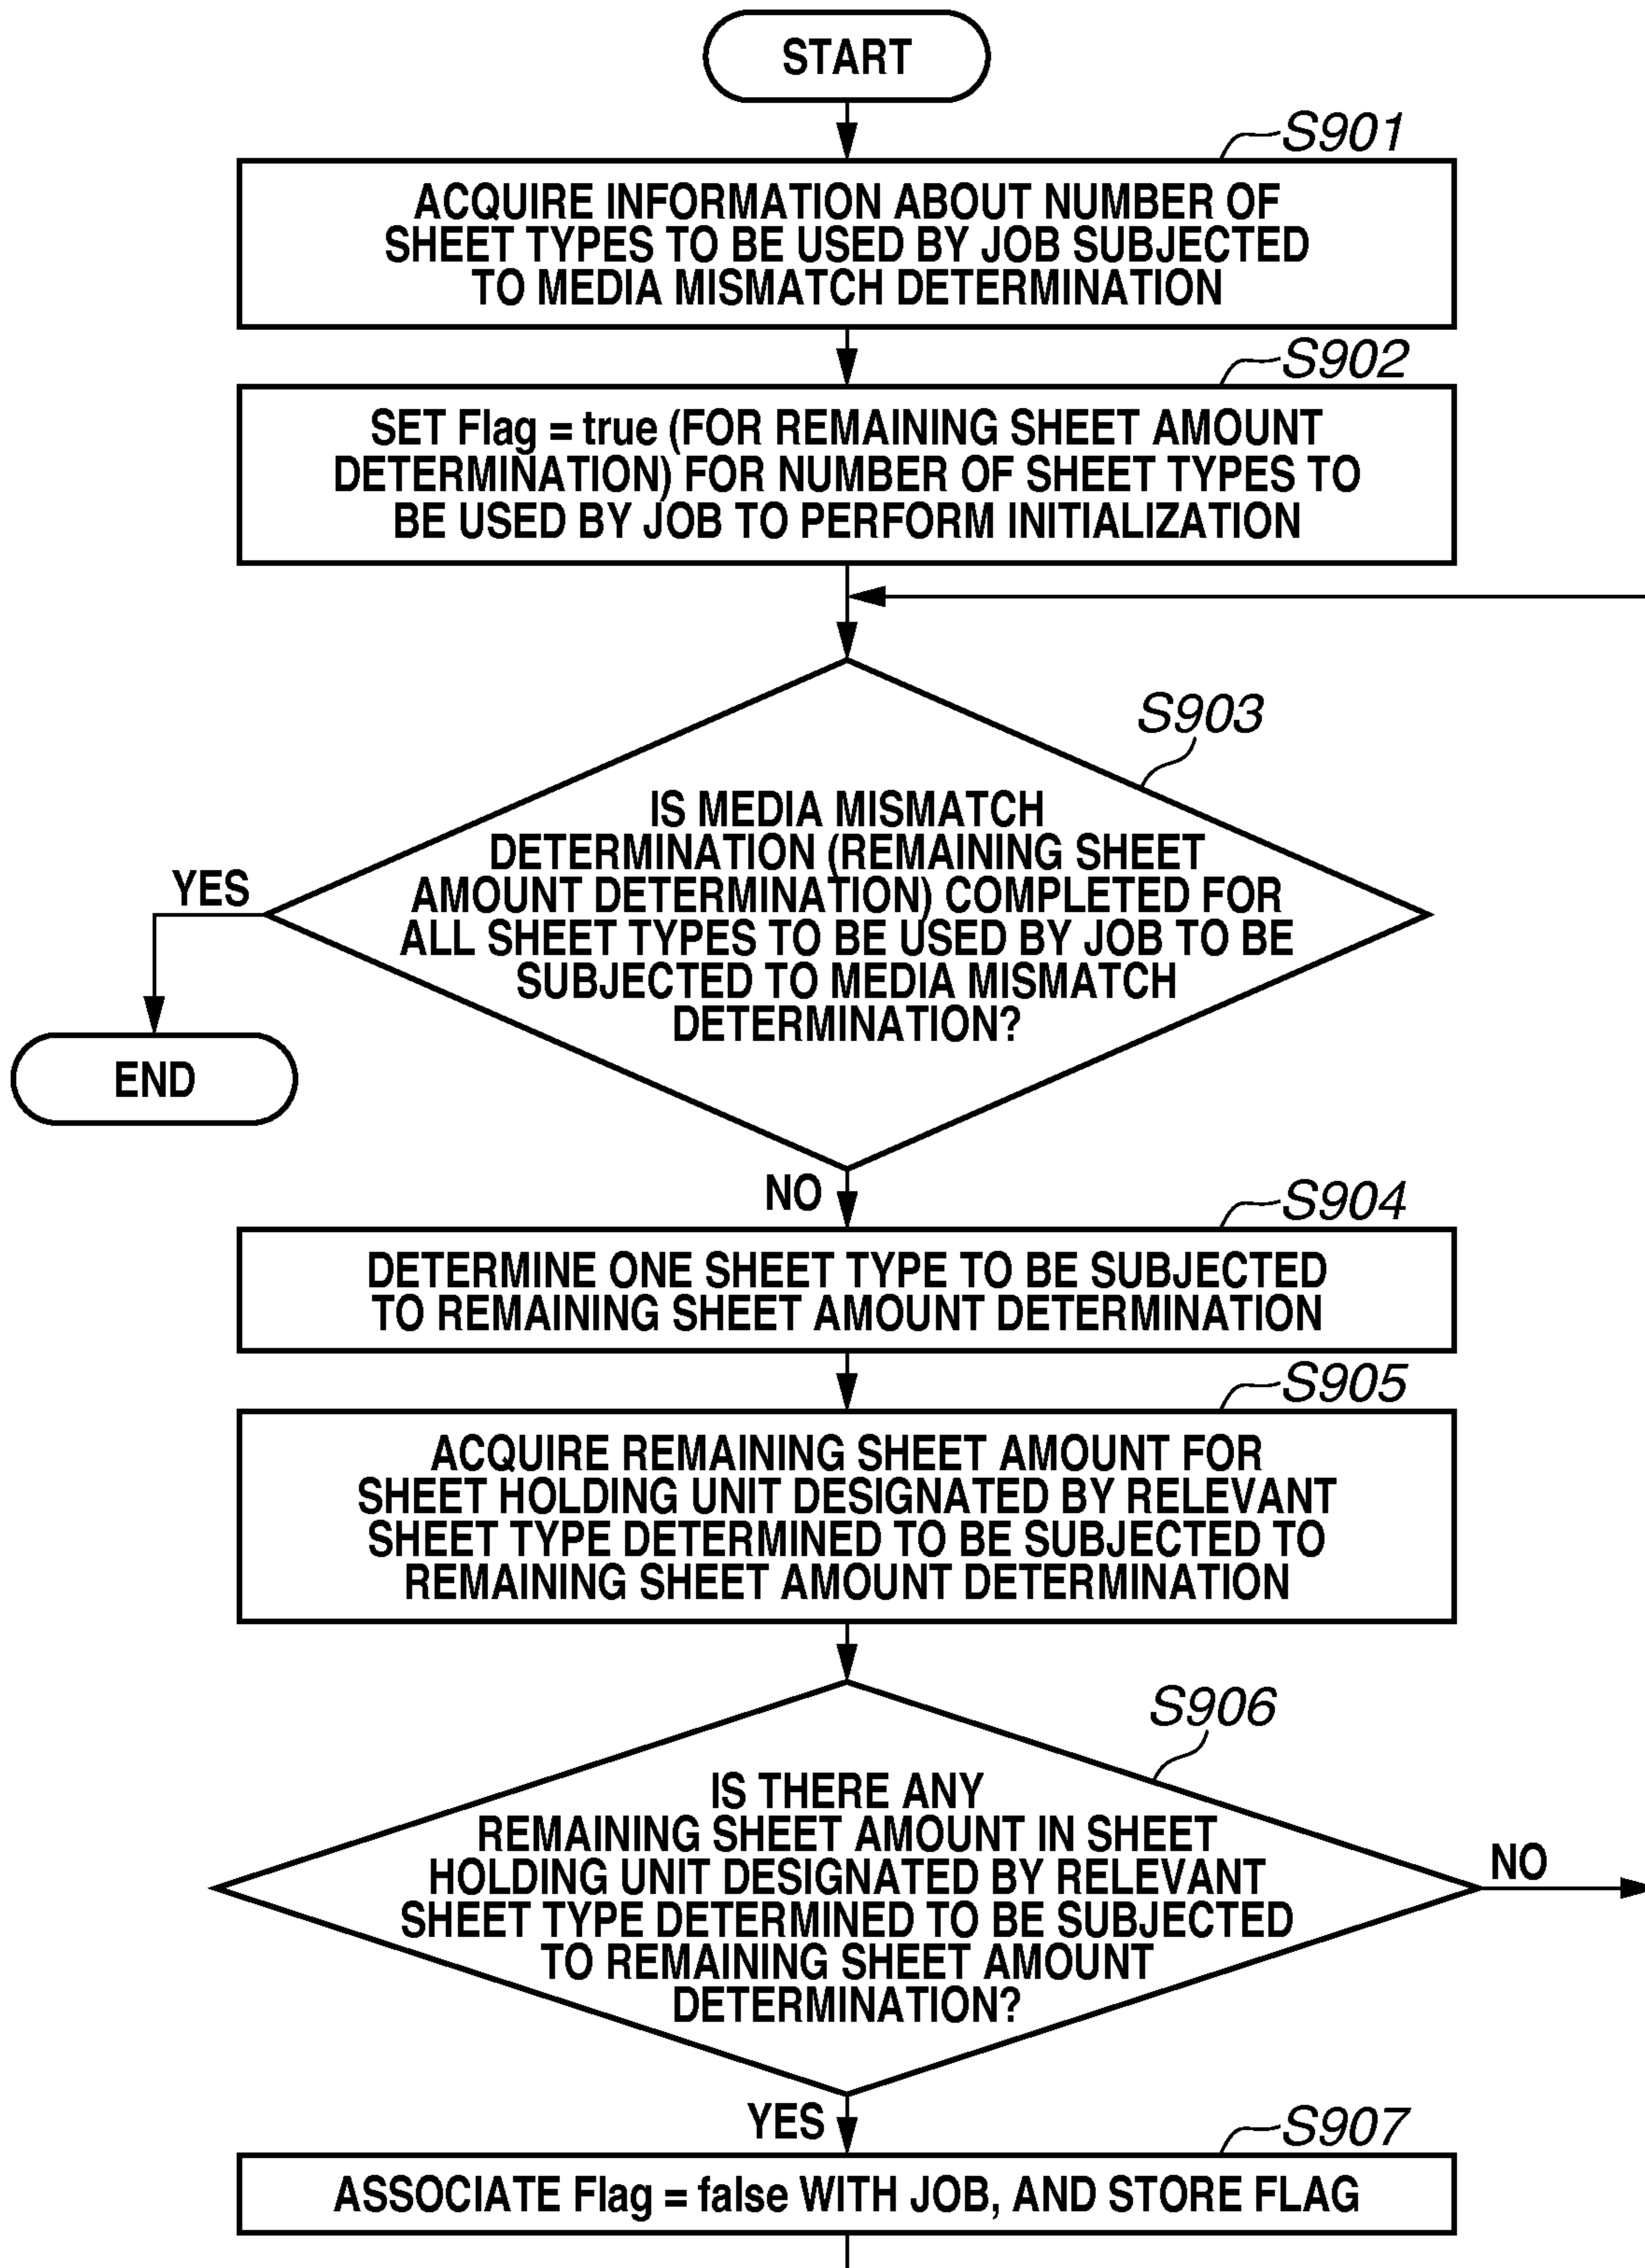 START
S901
ACQUIRE INFORMATION ABOUT NUMBER OF
SHEET TYPES TO BE USED BY JOB SUBJECTED
TO MEDIA MISMATCH DETERMINATION
S902
SET Flag = true (FOR REMAINING SHEET AMOUNT
DETERMINATION) FOR NUMBER OF SHEET TYPES TO
BE USED BY JOB TO PERFORM INITIALIZATION
S903
IS MEDIA MISMATCH
DETERMINATION (REMAINING SHEET
AMOUNT DETERMINATION) COMPLETED FOR
ALL SHEET TYPES TO BE USED BY JOB TO BE
SUBJECTED TO MEDIA MISMATCH
DETERMINATION?
YES
END
NO
S904
DETERMINE ONE SHEET TYPE TO BE SUBJECTED
TO REMAINING SHEET AMOUNT DETERMINATION
S905
ACQUIRE REMAINING SHEET AMOUNT FOR
SHEET HOLDING UNIT DESIGNATED BY RELEVANT
SHEET TYPE DETERMINED TO BE SUBJECTED TO
REMAINING SHEET AMOUNT DETERMINATION
S906
IS THERE ANY
REMAINING SHEET AMOUNT IN SHEET
HOLDING UNIT DESIGNATED BY RELEVANT
SHEET TYPE DETERMINED TO BE SUBJECTED
TO REMAINING SHEET AMOUNT
DETERMINATION?
NO
YES
S907
ASSOCIATE Flag = false WITH JOB, AND STORE FLAG